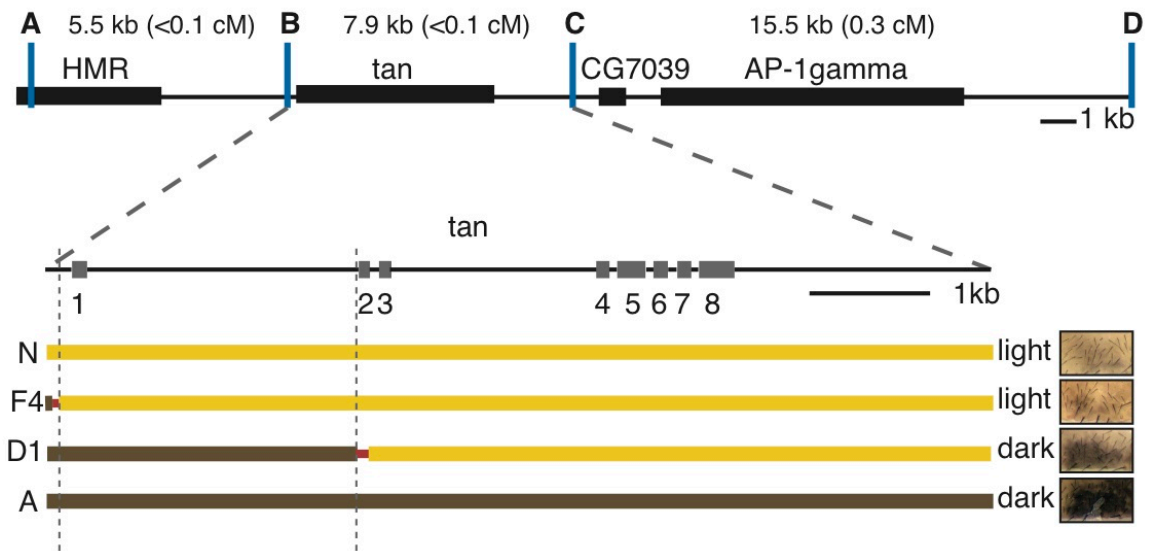 A 5.5 kb (<0.1 cM) B 7.9 kb (<0.1 cM) C 15.5 kb (0.3 cM) D
HMR tan CG7039 AP-1gamma
1 kb
tan
1 2 3 4 5 6 7 8 1kb
N light
F4 light
D1 dark
A dark